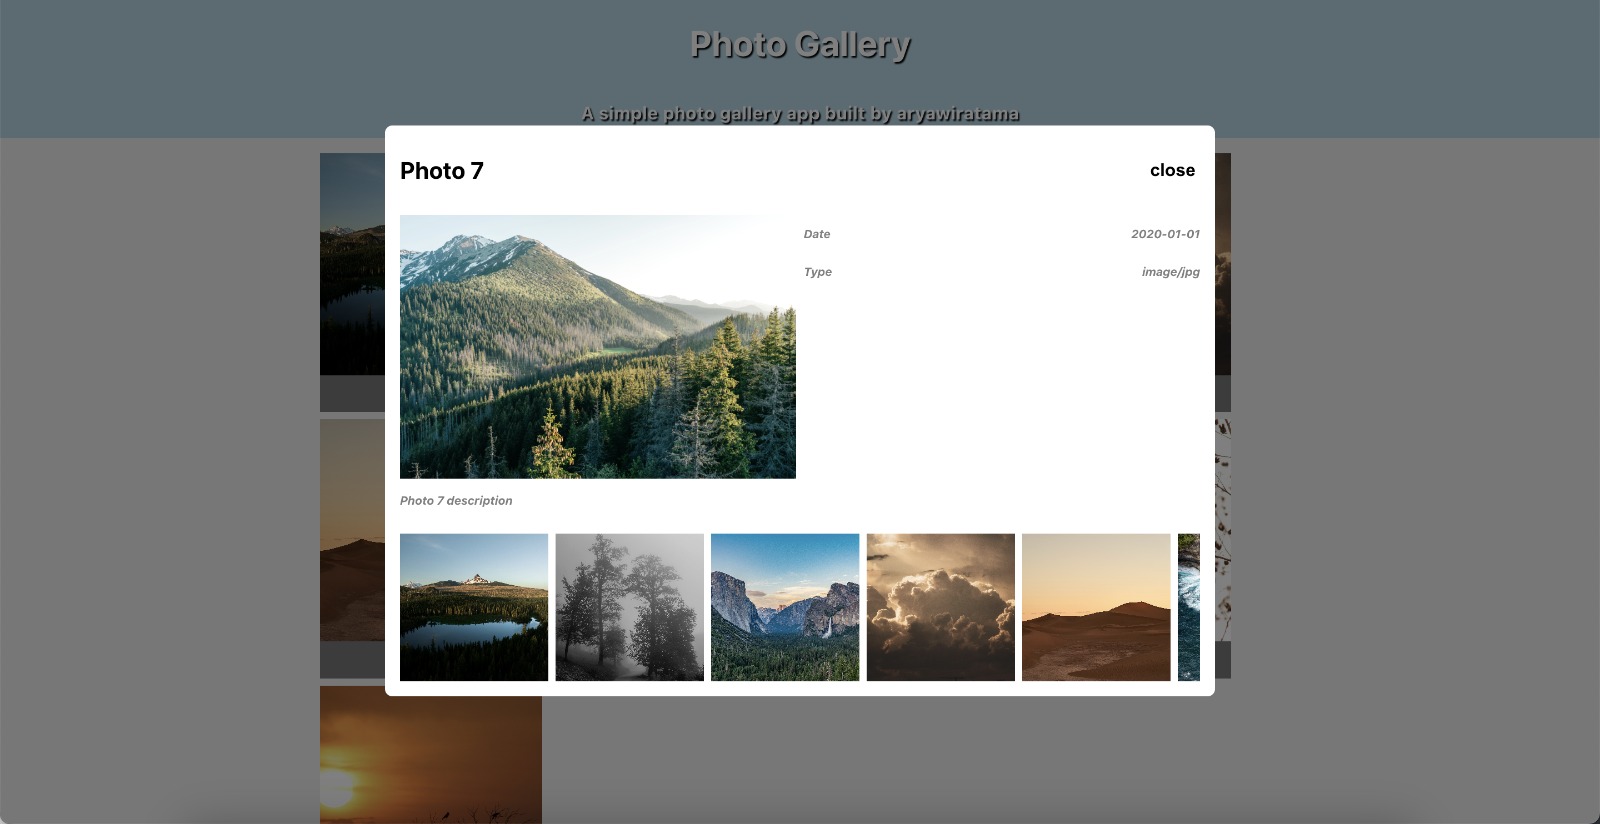 Photo Gallery
A simple photo gallery app built by aryawiratama
Photo 7 close
Date 2020-01-01
Type image/jpg
Photo 7 description